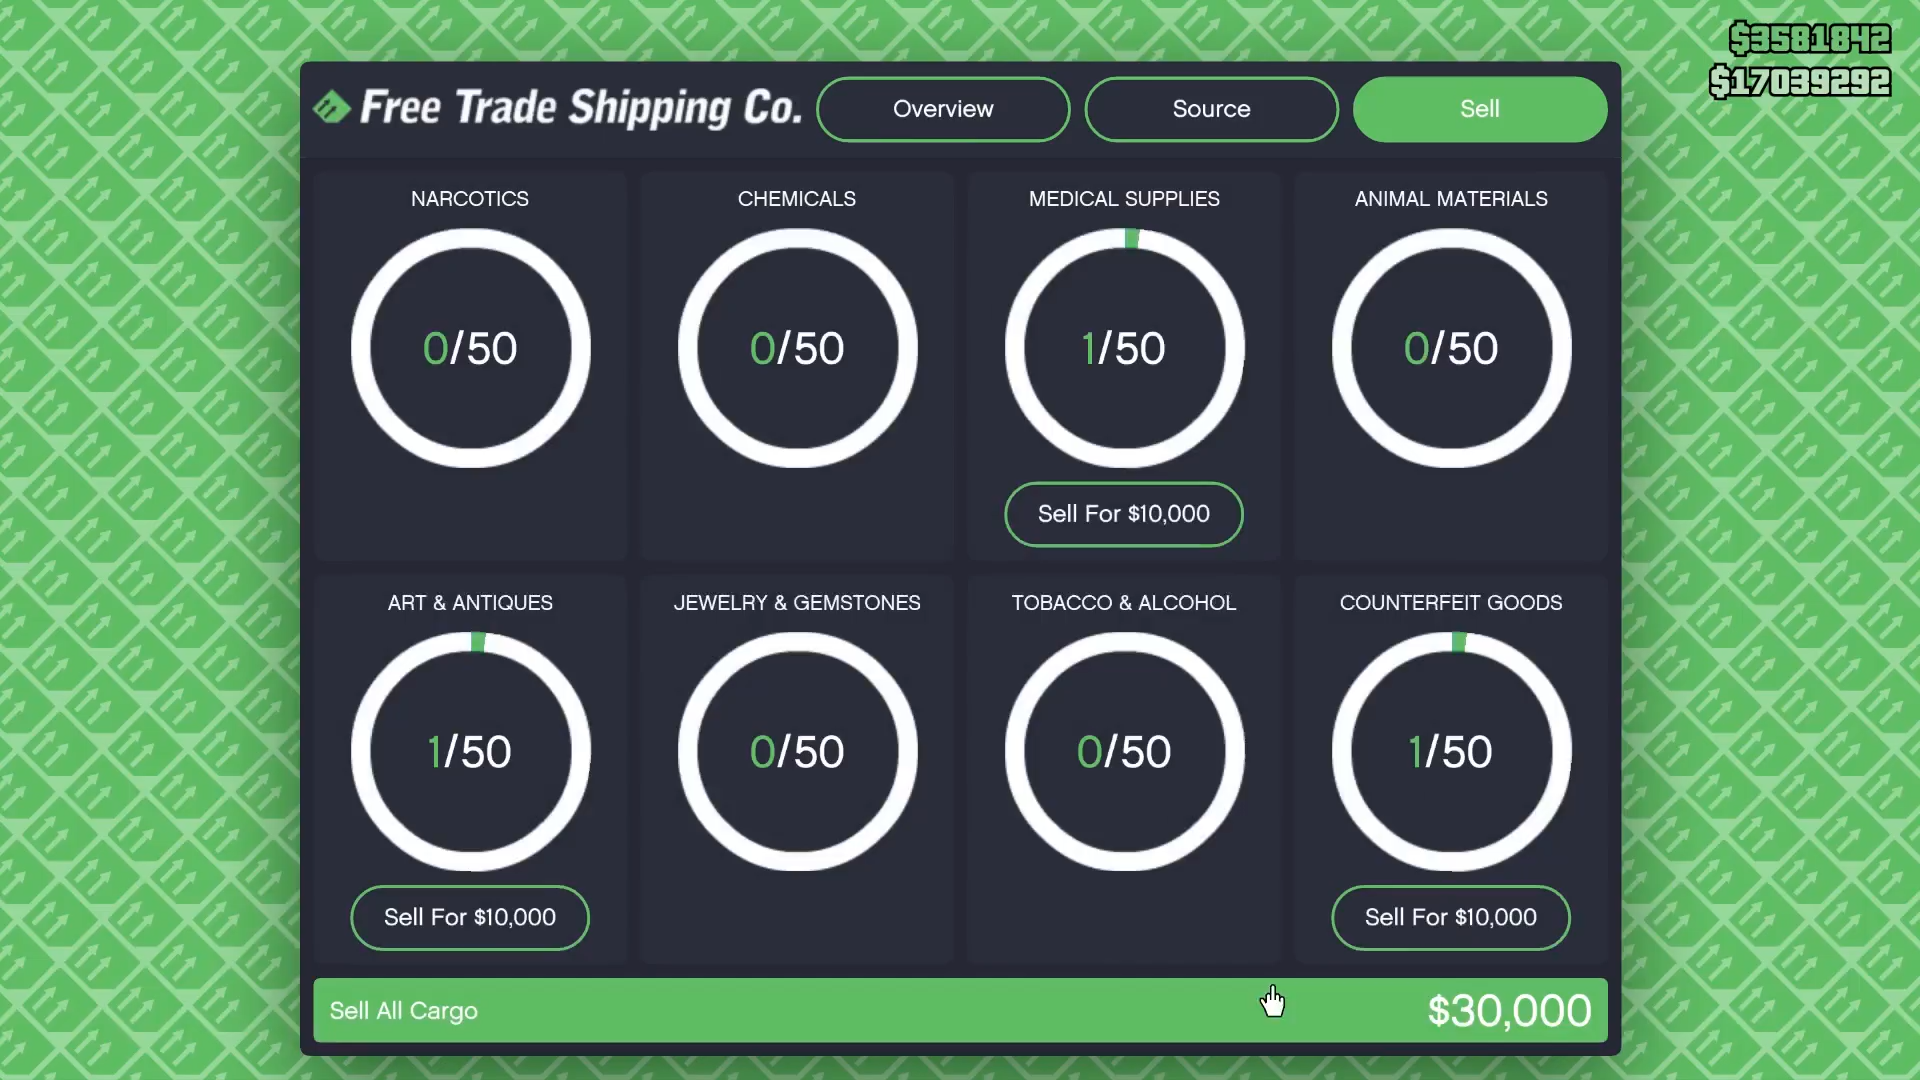 $3581842
$17039292
Free Trade Shipping Co.
Overview
Source
Sell
NARCOTICS
CHEMICALS
MEDICAL SUPPLIES
ANIMAL MATERIALS
0/50
0/50
1/50
0/50
Sell For $10,000
ART & ANTIQUES
JEWELRY & GEMSTONES
TOBACCO & ALCOHOL
COUNTERFEIT GOODS
1/50
0/50
0/50
1/50
Sell For $10,000
Sell For $10,000
Sell All Cargo
$30,000